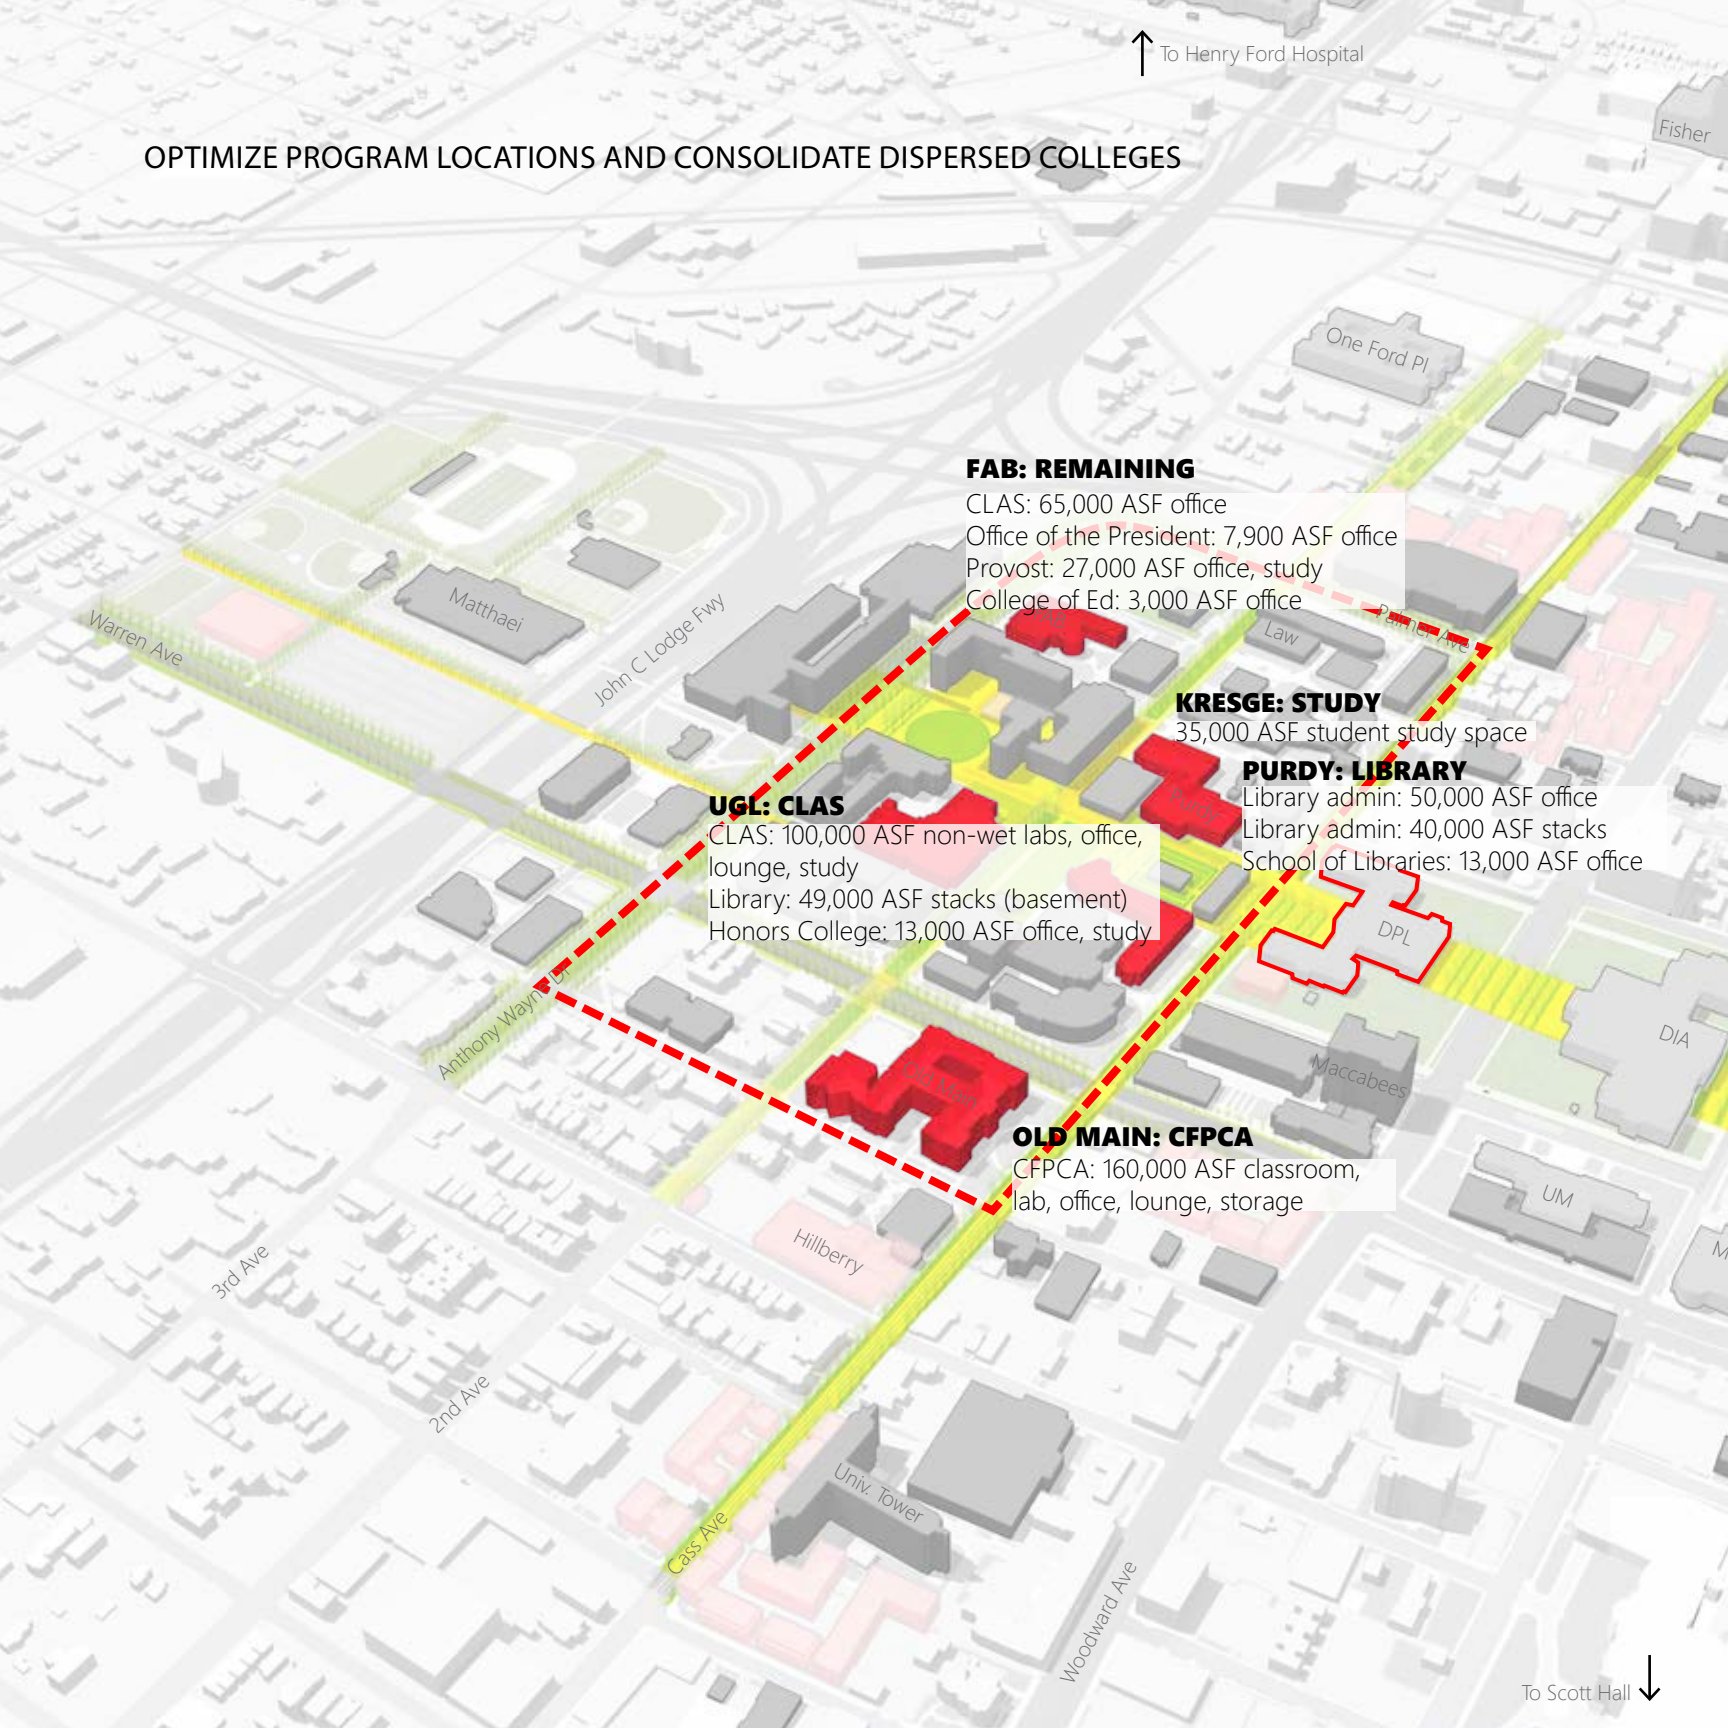 To Henry Ford Hospital
Fisher
OPTIMIZE PROGRAM LOCATIONS AND CONSOLIDATE DISPERSED COLLEGES
One Ford Pl
FAB: REMAINING
CLAS: 65,000 ASF office
Office of the President: 7,900 ASF office
Provost: 27,000 ASF office, study
College of Ed: 3,000 ASF office
FAB
Matthaei
Warren Ave
John C Lodge Fwy
Law
Palmer Ave
KRESGE: STUDY
35,000 ASF student study space
PURDY: LIBRARY
Library admin: 50,000 ASF office
Library admin: 40,000 ASF stacks
School of Libraries: 13,000 ASF office
Purdy
UGL: CLAS
CLAS: 100,000 ASF non-wet labs, office,
lounge, study
Library: 49,000 ASF stacks (basement)
Honors College: 13,000 ASF office, study
DPL
DIA
Anthony Wayne Dr
Old Main
Maccabees
OLD MAIN: CFPCA
CFPCA: 160,000 ASF classroom,
lab, office, lounge, storage
UM
Hillberry
3rd Ave
2nd Ave
Univ. Tower
Cass Ave
Woodward Ave
To Scott Hall